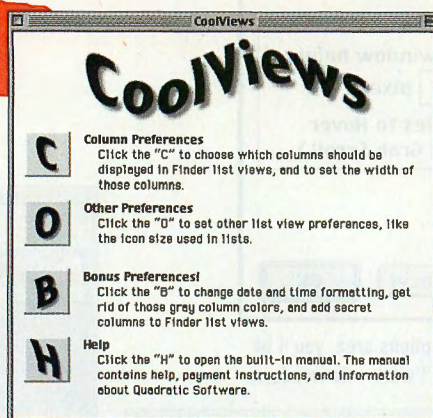 CoolViews
CoolViews
C
Column Preferences
Click the "C" to choose which columns should be
displayed in Finder list views, and to set the width of
those columns.
O
Other Preferences
Click the "O" to set other list view preferences, like
the icon size used in lists.
B
Bonus Preferences!
Click the "B" to change date and time formatting, get
rid of those gray column colors, and add secret
columns to Finder list views.
H
Help
Click the "H" to open the built-in manual. The manual
contains help, payment instructions, and information
about Quadratic Software.